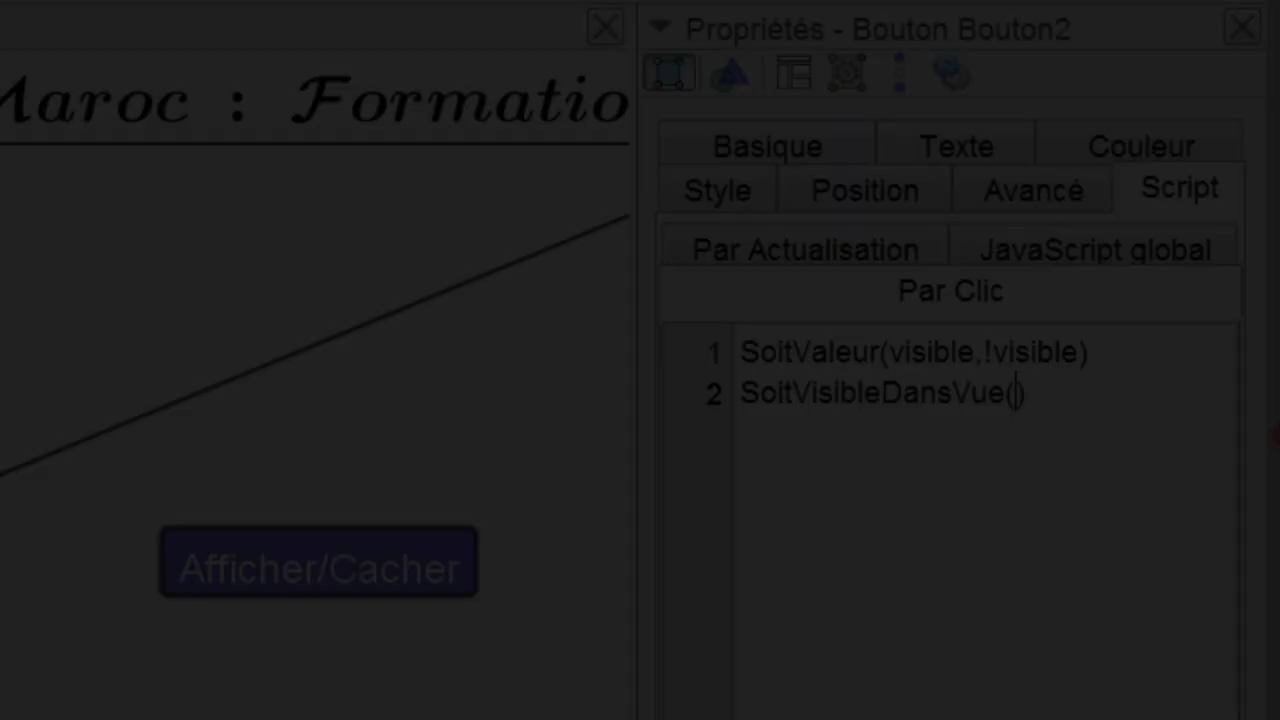 Propriétés - Bouton Bouton2
Maroc : Formatio
Basique Texte Couleur
Style Position Avancé Script
Par Actualisation JavaScript global
Par Clic
1 SoitValeur(visible,!visible)
2 SoitVisibleDansVue()
Afficher/Cacher